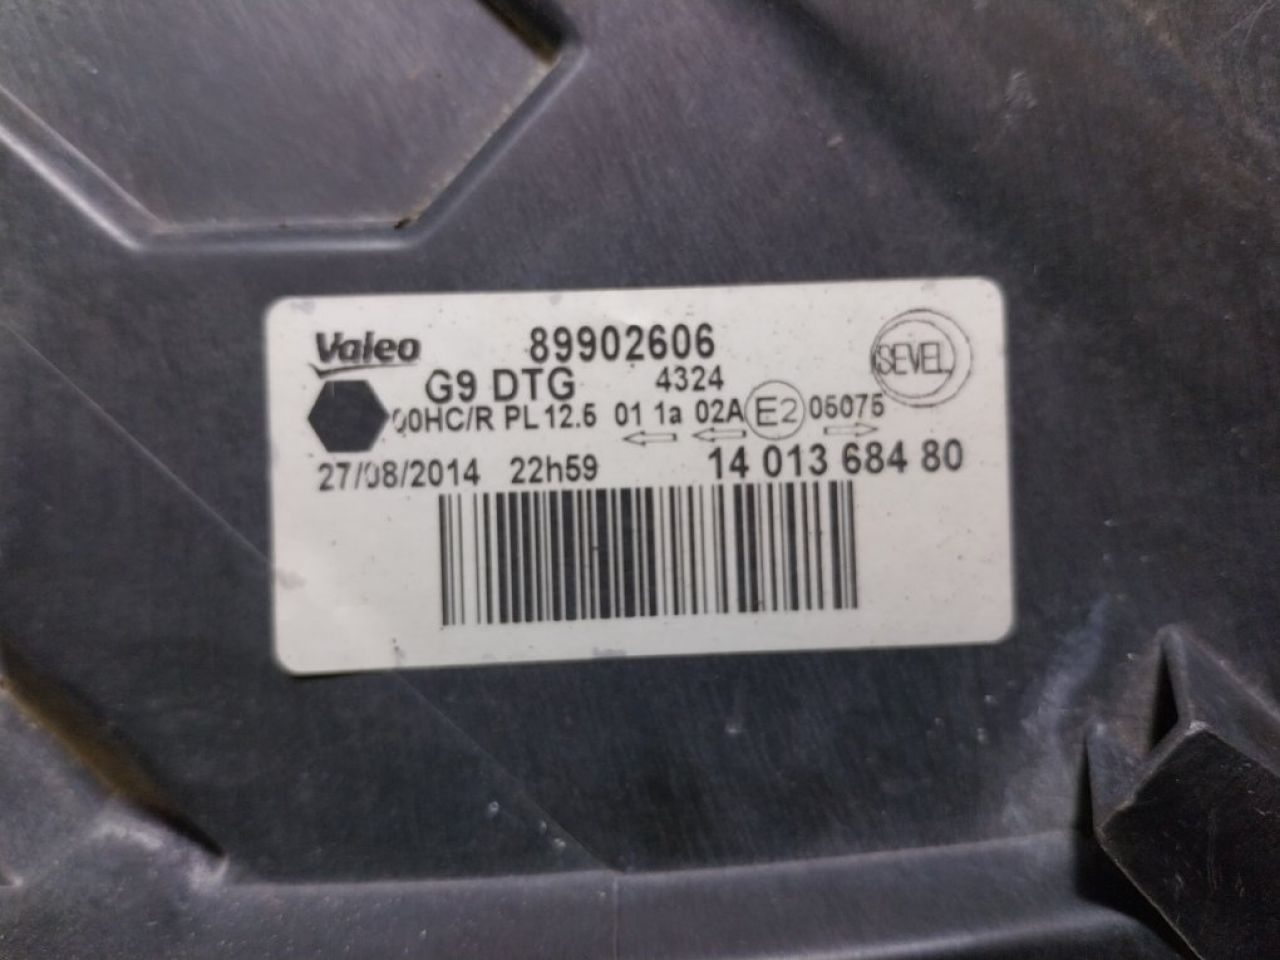 Valeo 89902606 SEVEL
G9 DTG 4324
00HC/R PL 12.5 01 1a 02A E2 05075
27/08/2014 22h59 14 013 684 80